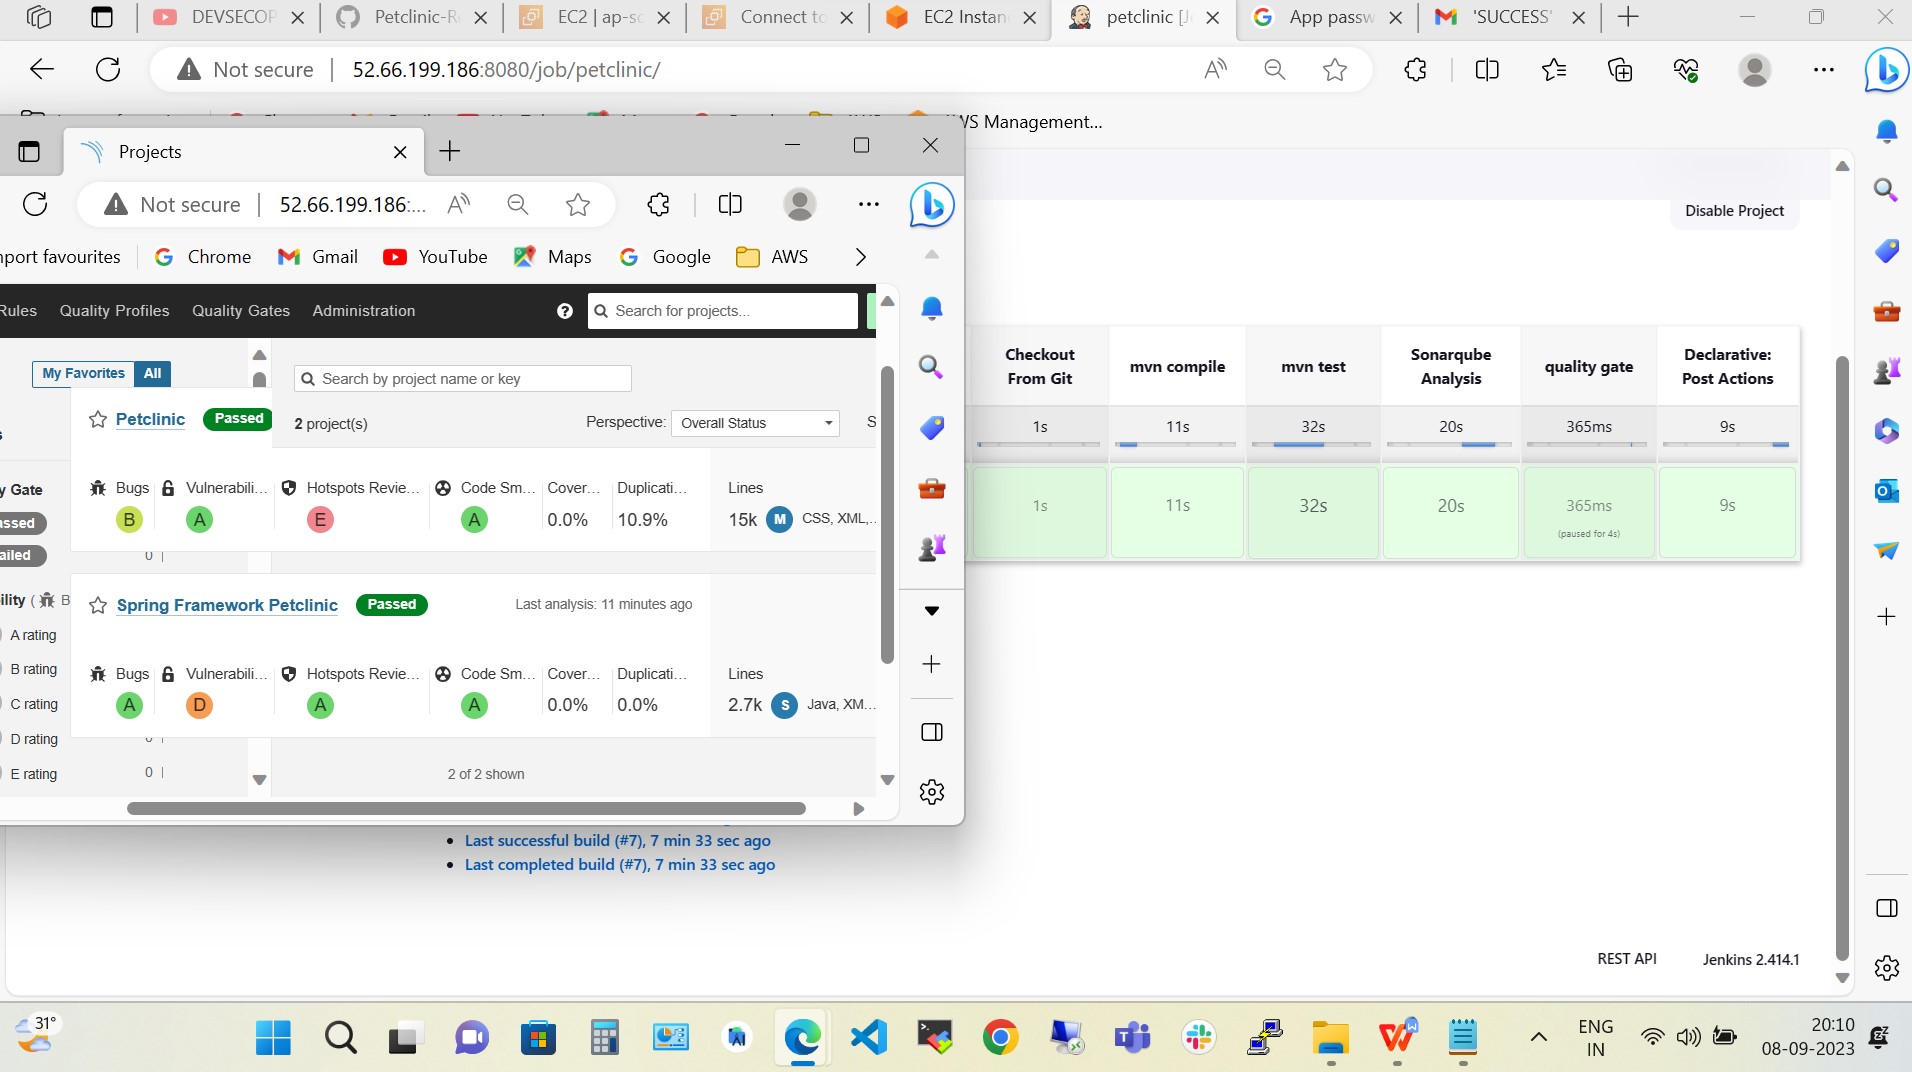 DEVSECOP
Petclinic-R
EC2 | ap-so
Connect to
EC2 Instan
petclinic [J
App passw
'SUCCESS'
Not secure
52.66.199.186:8080/job/petclinic/
WS Management...
Projects
Not secure
52.66.199.186:...
port favourites
Chrome
Gmail
YouTube
Maps
Google
AWS
Disable Project
Rules
Quality Profiles
Quality Gates
Administration
Search for projects...
My Favorites
All
Search by project name or key
Petclinic
Passed
2 project(s)
Perspective:
Overall Status
S
y Gate
assed
ailed
0
Bugs
Vulnerabili...
Hotspots Revie...
Code Sm...
Cover...
Duplicati...
Lines
B
A
E
A
0.0%
10.9%
15k
M
CSS, XML,...
Spring Framework Petclinic
Passed
Last analysis: 11 minutes ago
ility ( B
A rating
B rating
C rating
D rating
E rating
0
Bugs
Vulnerabili...
Hotspots Revie...
Code Sm...
Cover...
Duplicati...
Lines
A
D
A
A
0.0%
0.0%
2.7k
S
Java, XM...
2 of 2 shown
Checkout
From Git
mvn compile
mvn test
Sonarqube
Analysis
quality gate
Declarative:
Post Actions
1s
11s
32s
20s
365ms
9s
1s
11s
32s
20s
365ms
(paused for 4s)
9s
Last successful build (#7), 7 min 33 sec ago
Last completed build (#7), 7 min 33 sec ago
REST API
Jenkins 2.414.1
31°
ENG
IN
20:10
08-09-2023